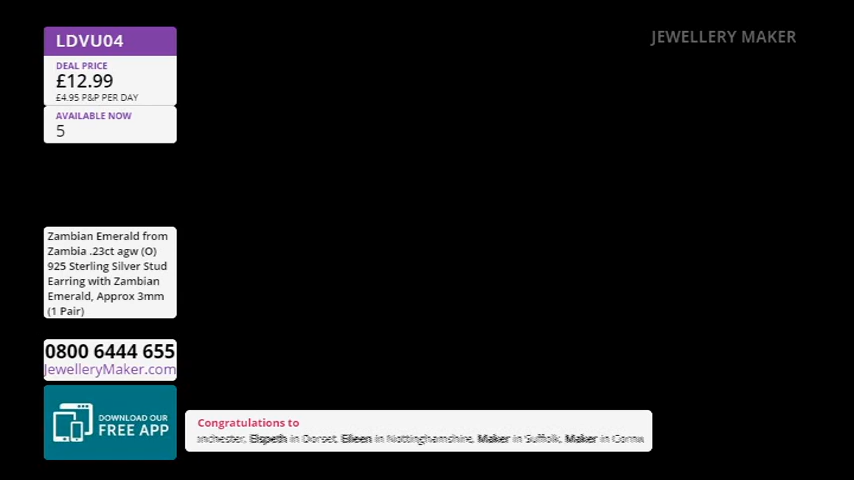 LDVU04
JEWELLERY MAKER
DEAL PRICE
£12.99
£4.95 P&P PER DAY
AVAILABLE NOW
5
Zambian Emerald from
Zambia .23ct agw (O)
925 Sterling Silver Stud
Earring with Zambian
Emerald, Approx 3mm
(1 Pair)
0800 6444 655
JewelleryMaker.com
DOWNLOAD OUR
FREE APP
Congratulations to
Elspeth in Dorset, Eileen in Nottinghamshire, Maker in Suffolk, Maker in